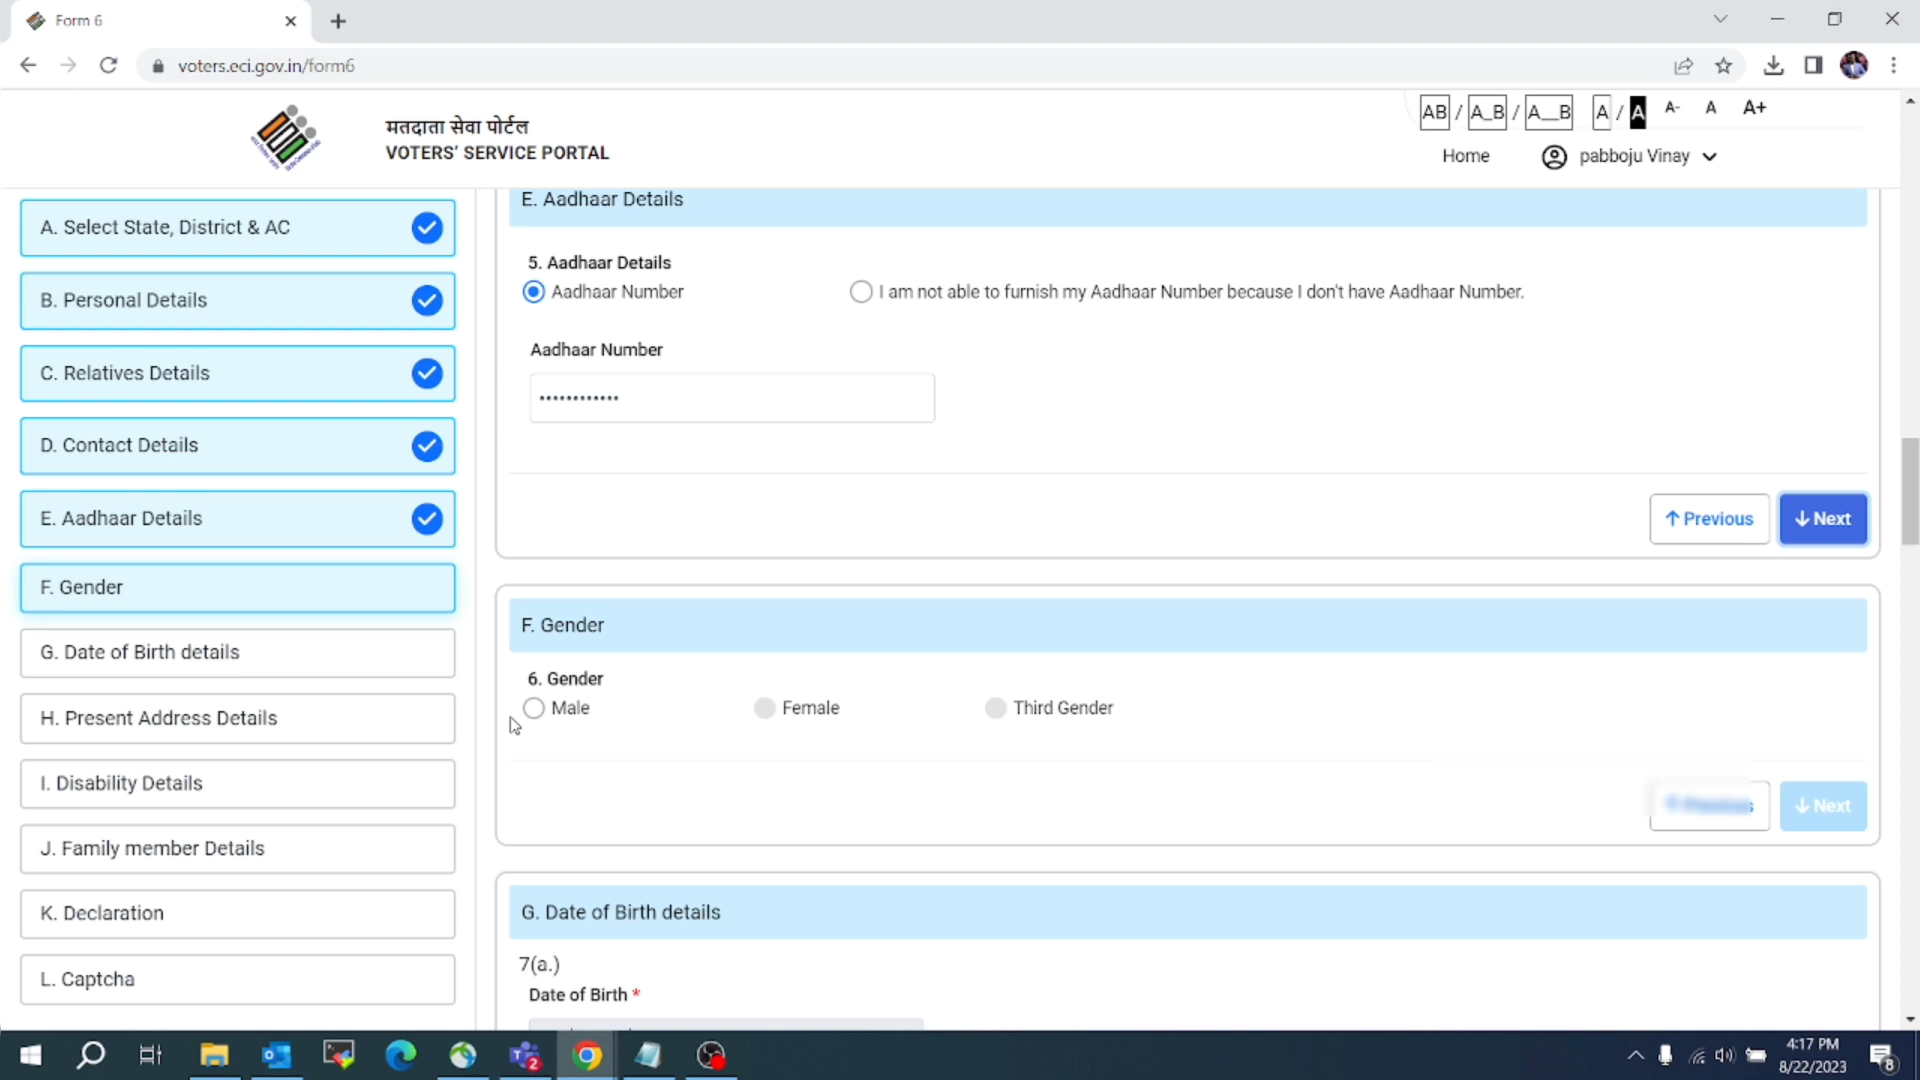 Form 6
voters.eci.gov.in/form6
मतदाता सेवा पोर्टल
VOTERS' SERVICE PORTAL
AB / A_B / A__B A / A A- A A+
Home pabboju Vinay
A. Select State, District & AC
B. Personal Details
C. Relatives Details
D. Contact Details
E. Aadhaar Details
F. Gender
G. Date of Birth details
H. Present Address Details
I. Disability Details
J. Family member Details
K. Declaration
L. Captcha
E. Aadhaar Details
5. Aadhaar Details
Aadhaar Number I am not able to furnish my Aadhaar Number because I don't have Aadhaar Number.
Aadhaar Number
••••••••••••
Previous Next
F. Gender
6. Gender
Male Female Third Gender
Next
G. Date of Birth details
7(a.)
Date of Birth *
2
4:17 PM
8/22/2023
8